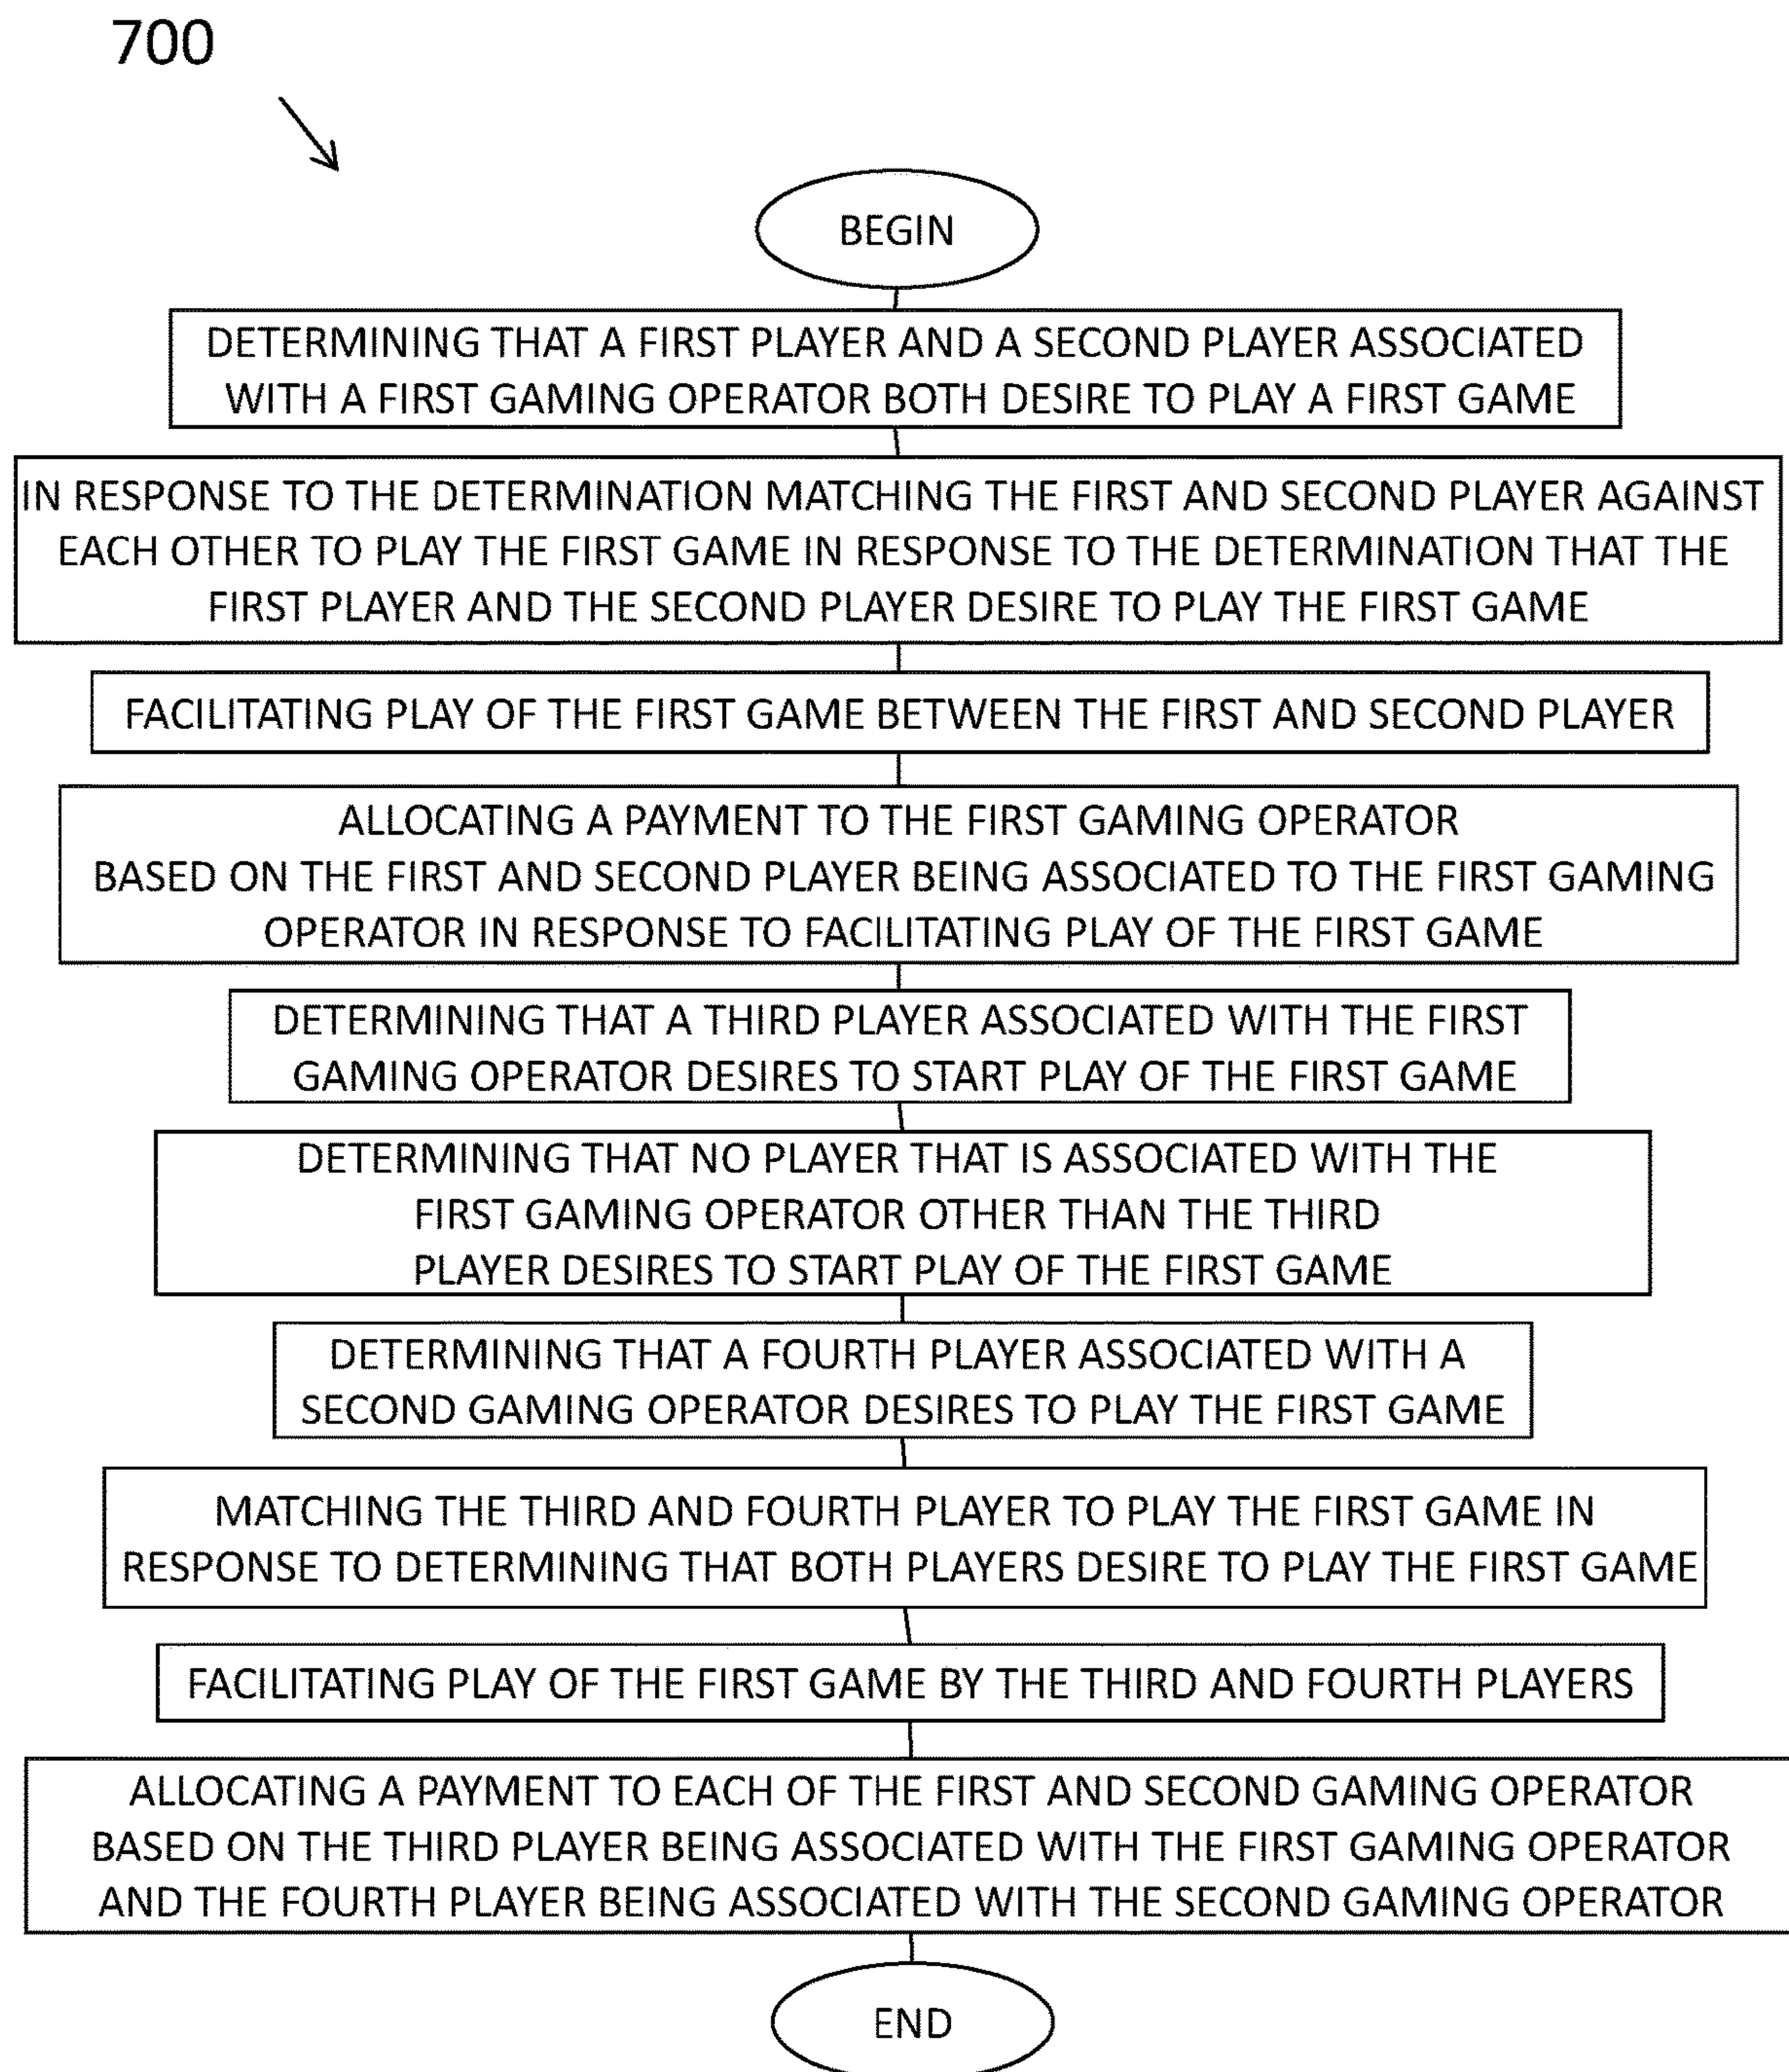 700
BEGIN
DETERMINING THAT A FIRST PLAYER AND A SECOND PLAYER ASSOCIATED
WITH A FIRST GAMING OPERATOR BOTH DESIRE TO PLAY A FIRST GAME
IN RESPONSE TO THE DETERMINATION MATCHING THE FIRST AND SECOND PLAYER AGAINST
EACH OTHER TO PLAY THE FIRST GAME IN RESPONSE TO THE DETERMINATION THAT THE
FIRST PLAYER AND THE SECOND PLAYER DESIRE TO PLAY THE FIRST GAME
FACILITATING PLAY OF THE FIRST GAME BETWEEN THE FIRST AND SECOND PLAYER
ALLOCATING A PAYMENT TO THE FIRST GAMING OPERATOR
BASED ON THE FIRST AND SECOND PLAYER BEING ASSOCIATED TO THE FIRST GAMING
OPERATOR IN RESPONSE TO FACILITATING PLAY OF THE FIRST GAME
DETERMINING THAT A THIRD PLAYER ASSOCIATED WITH THE FIRST
GAMING OPERATOR DESIRES TO START PLAY OF THE FIRST GAME
DETERMINING THAT NO PLAYER THAT IS ASSOCIATED WITH THE
FIRST GAMING OPERATOR OTHER THAN THE THIRD
PLAYER DESIRES TO START PLAY OF THE FIRST GAME
DETERMINING THAT A FOURTH PLAYER ASSOCIATED WITH A
SECOND GAMING OPERATOR DESIRES TO PLAY THE FIRST GAME
MATCHING THE THIRD AND FOURTH PLAYER TO PLAY THE FIRST GAME IN
RESPONSE TO DETERMINING THAT BOTH PLAYERS DESIRE TO PLAY THE FIRST GAME
FACILITATING PLAY OF THE FIRST GAME BY THE THIRD AND FOURTH PLAYERS
ALLOCATING A PAYMENT TO EACH OF THE FIRST AND SECOND GAMING OPERATOR
BASED ON THE THIRD PLAYER BEING ASSOCIATED WITH THE FIRST GAMING OPERATOR
AND THE FOURTH PLAYER BEING ASSOCIATED WITH THE SECOND GAMING OPERATOR
END